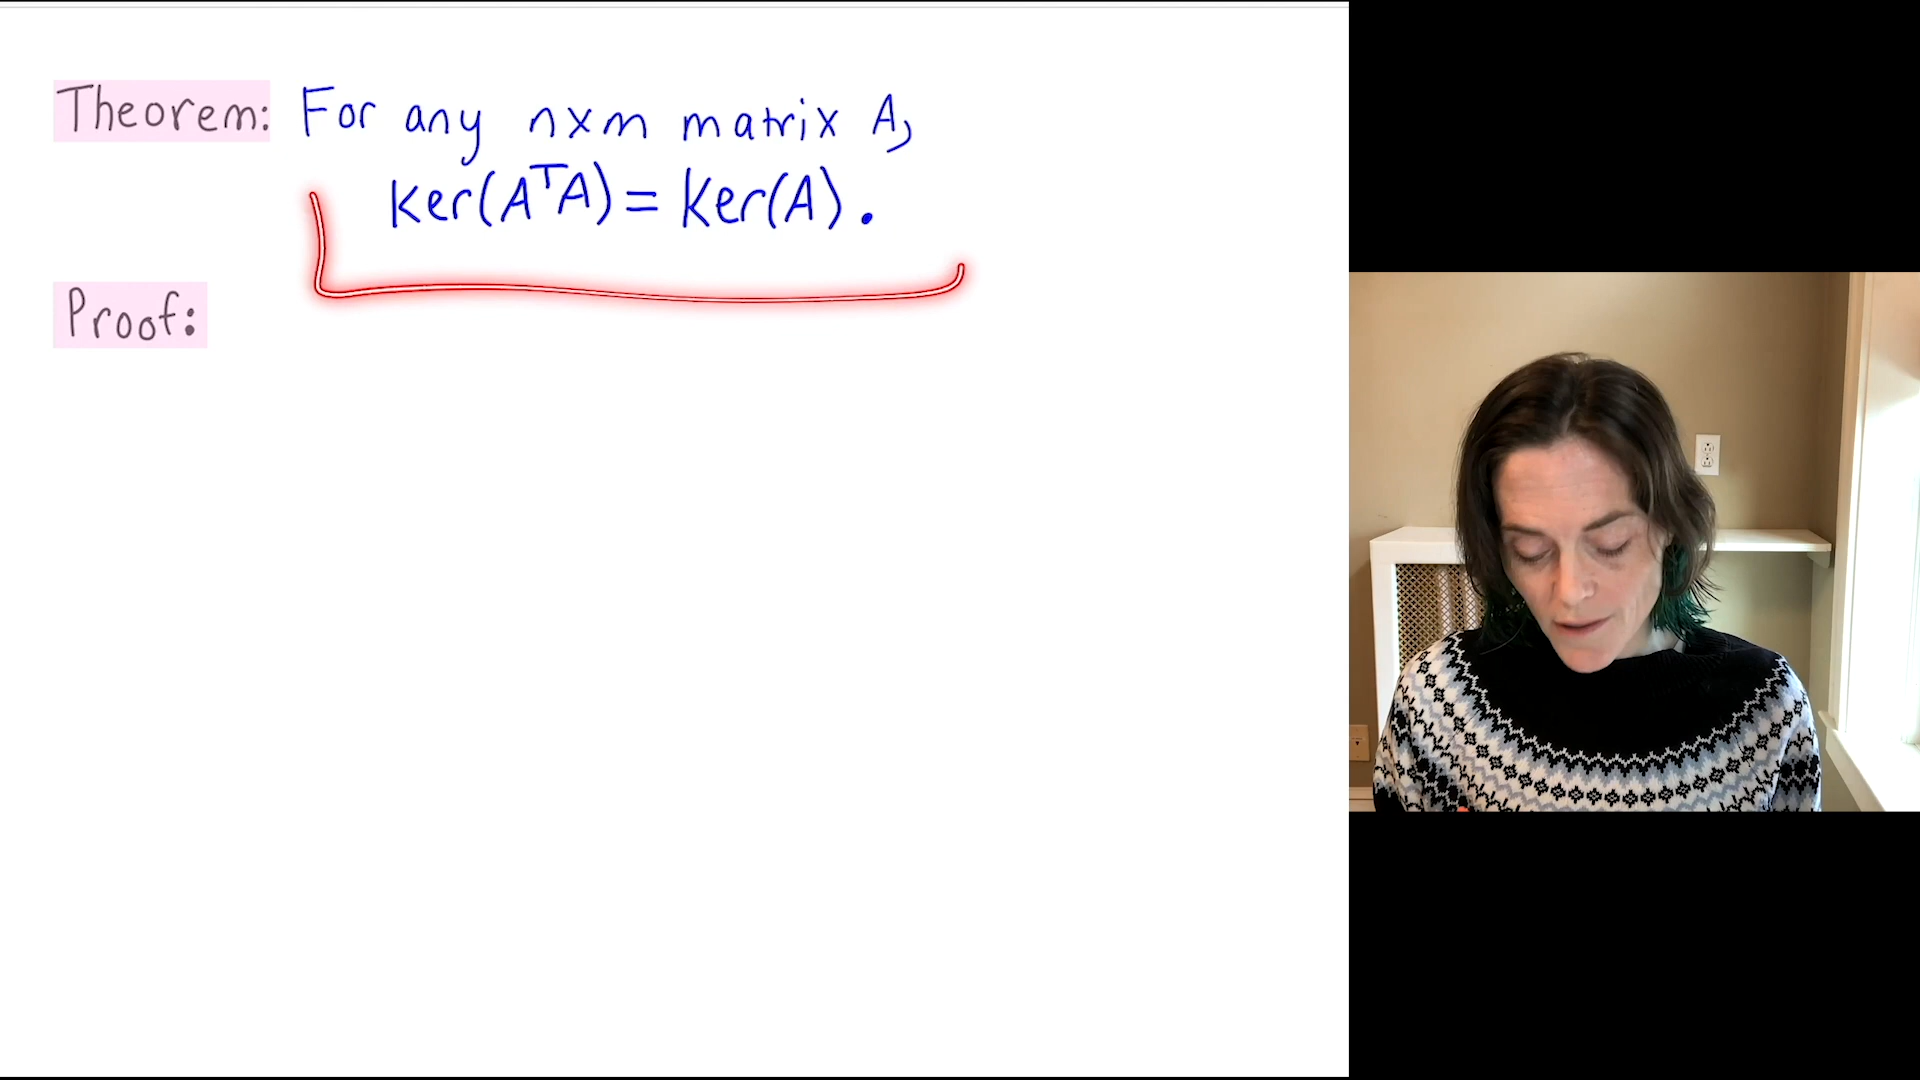 Theorem: For any n×m matrix A,
ker(AᵀA) = ker(A).
Proof: